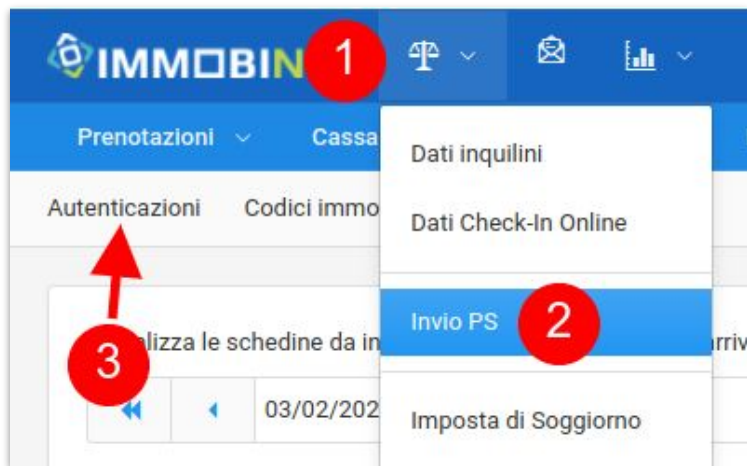 IMMOBIN 1
Prenotazioni Cassa
Dati inquilini
Autenticazioni Codici immo
Dati Check-In Online
Invio PS 2
3 lizza le schedine da in rriv
03/02/202
Imposta di Soggiorno